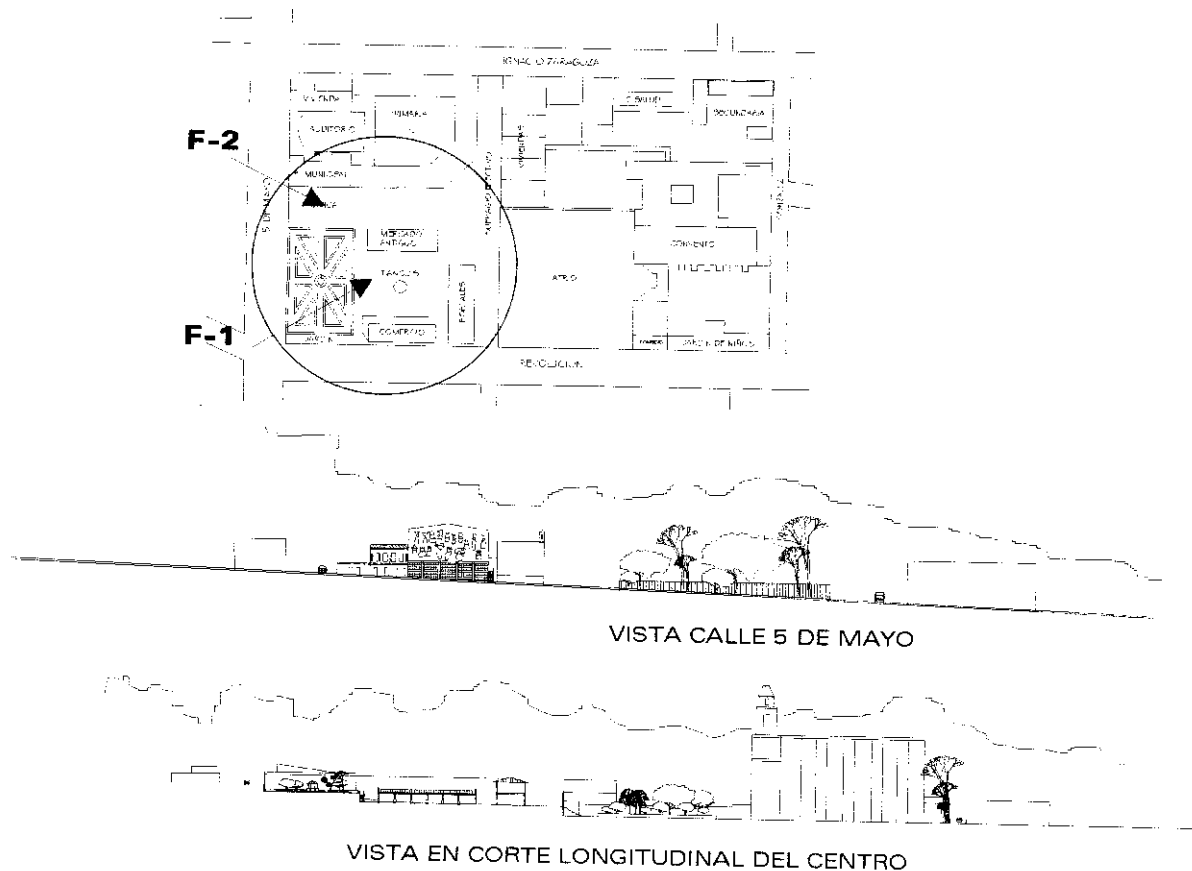 IGNACIO ZARAGOZA
VIVIENDA
PRIMARIA
C. SALUD
SECUNDARIA
AUDITORIO
F-2
VIVIENDAS
MUNICIPAL
5 DE MAYO
MERCADO
ANTIGUO
CONVENTO
TIANGUIS
ATRIO
PORTALES
F-1
COMERCIO
JARDIN
JARDIN DE NIÑOS
REVOLUCION
VISTA CALLE 5 DE MAYO
VISTA EN CORTE LONGITUDINAL DEL CENTRO